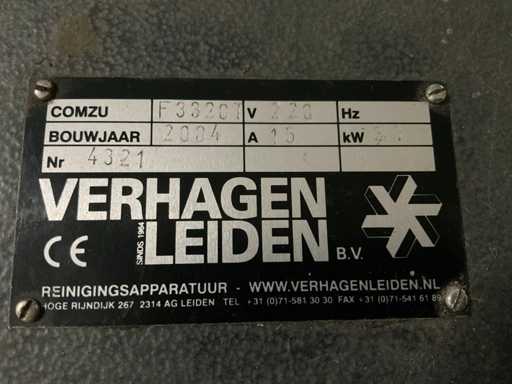 COMZU F3320T V 220 Hz
BOUWJAAR 2004 A 16 kW
Nr 4321
VERHAGEN
CE SINDS 1964 LEIDEN B.V.
REINIGINGSAPPARATUUR - WWW.VERHAGENLEIDEN.NL
HOGE RIJNDIJK 267 2314 AG LEIDEN TEL +31 (0)71-581 30 30 FAX +31 (0)71-541 61 89